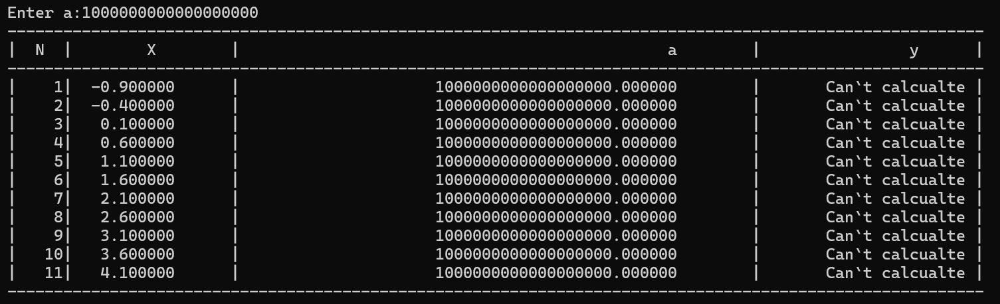 Enter a:1000000000000000000
---------------------------------------------------------------------------------------------------------
| N | X | a | y |
---------------------------------------------------------------------------------------------------------
| 1| -0.900000 | 1000000000000000000.000000 | Can`t calcualte |
| 2| -0.400000 | 1000000000000000000.000000 | Can`t calcualte |
| 3| 0.100000 | 1000000000000000000.000000 | Can`t calcualte |
| 4| 0.600000 | 1000000000000000000.000000 | Can`t calcualte |
| 5| 1.100000 | 1000000000000000000.000000 | Can`t calcualte |
| 6| 1.600000 | 1000000000000000000.000000 | Can`t calcualte |
| 7| 2.100000 | 1000000000000000000.000000 | Can`t calcualte |
| 8| 2.600000 | 1000000000000000000.000000 | Can`t calcualte |
| 9| 3.100000 | 1000000000000000000.000000 | Can`t calcualte |
| 10| 3.600000 | 1000000000000000000.000000 | Can`t calcualte |
| 11| 4.100000 | 1000000000000000000.000000 | Can`t calcualte |
---------------------------------------------------------------------------------------------------------